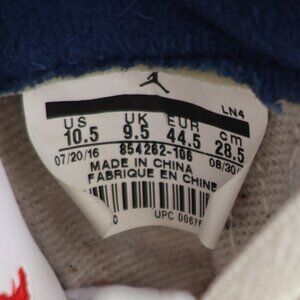 LN4
US UK EUR cm
10.5 9.5 44.5 28.5
07/20/16 854262-106 08/30/
MADE IN CHINA
FABRIQUE EN CHINE
UPC